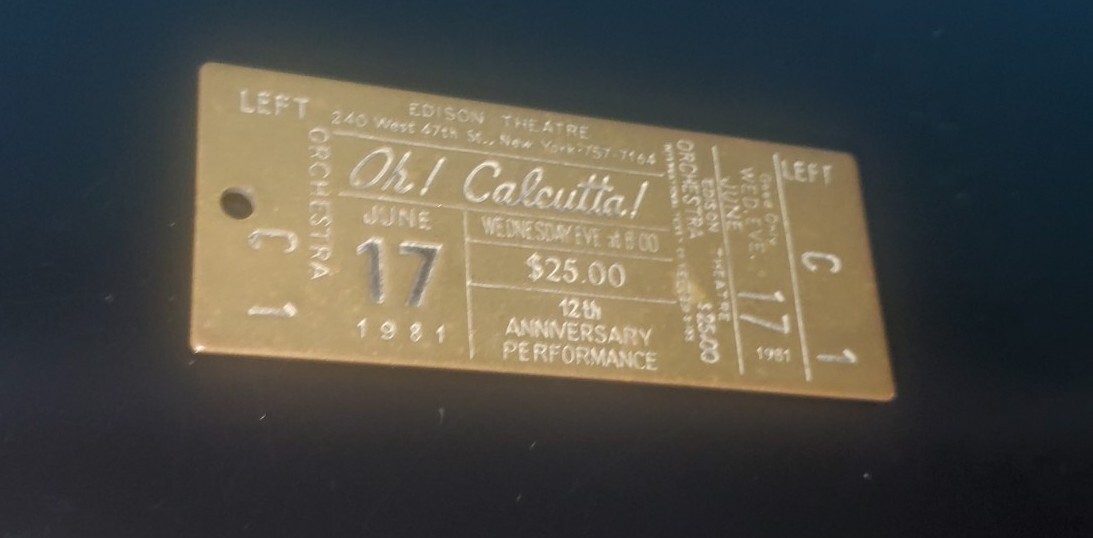 LEFT
ORCHESTRA
C
1
EDISON THEATRE
240 West 47th St., New York-757-7164
Oh! Calcutta!
JUNE
17
1981
WEDNESDAY EVE at 8:00
$25.00
12th
ANNIVERSARY
PERFORMANCE
ORCHESTRA
$25.00
EDISON THEATRE
JUNE 17
WED. EVE. 1981
Good Only
LEFT
C
1